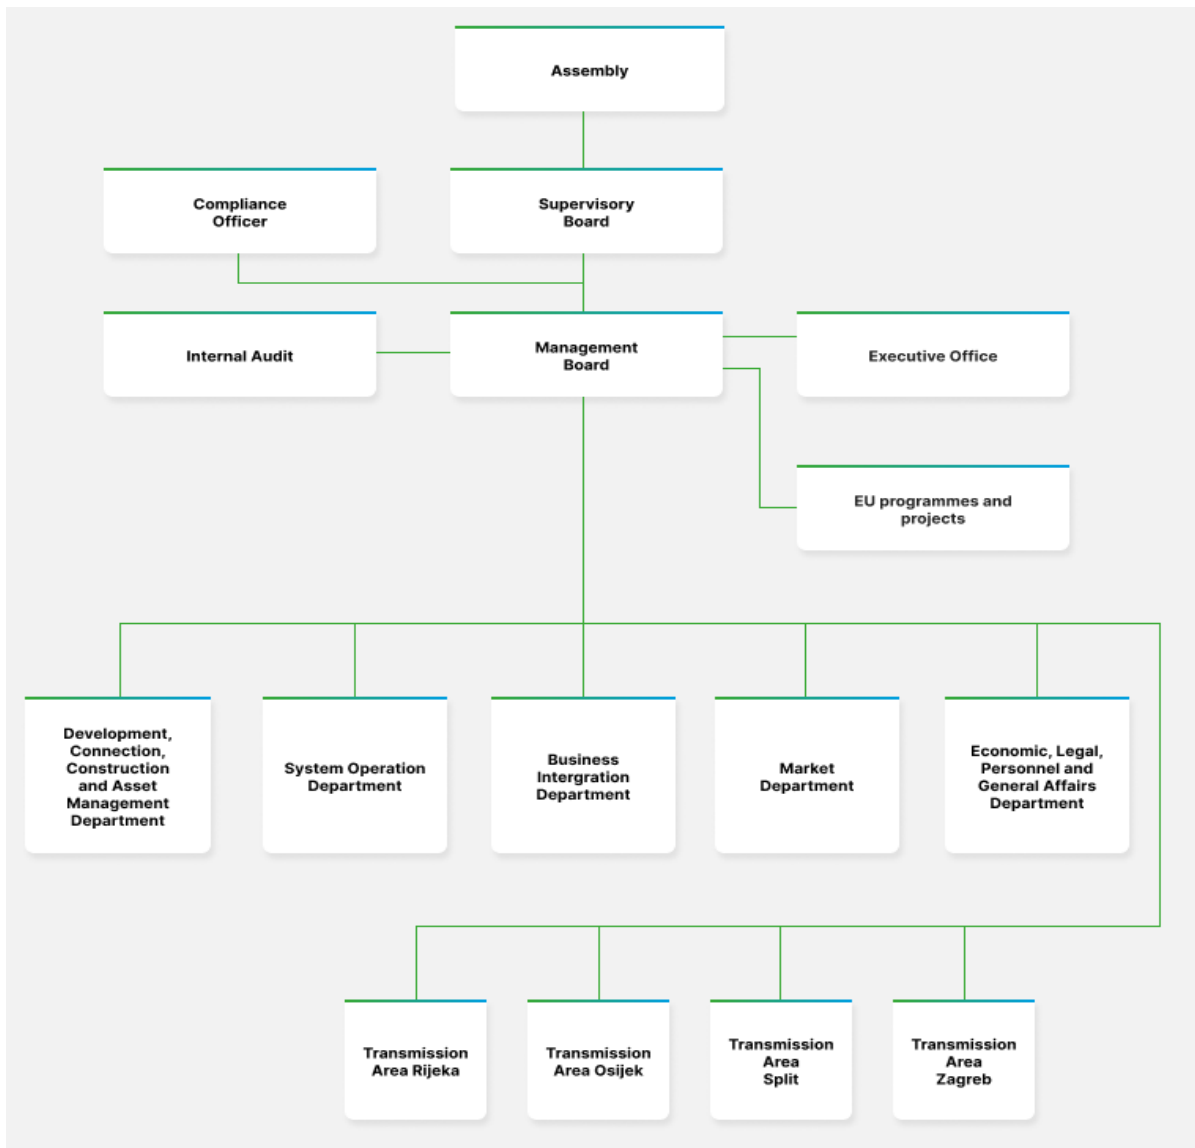 Assembly
Compliance
Officer
Supervisory
Board
Internal Audit
Management
Board
Executive Office
EU programmes and
projects
Development,
Connection,
Construction
and Asset
Management
Department
System Operation
Department
Business
Intergration
Department
Market
Department
Economic, Legal,
Personnel and
General Affairs
Department
Transmission
Area Rijeka
Transmission
Area Osijek
Transmission
Area
Split
Transmission
Area
Zagreb